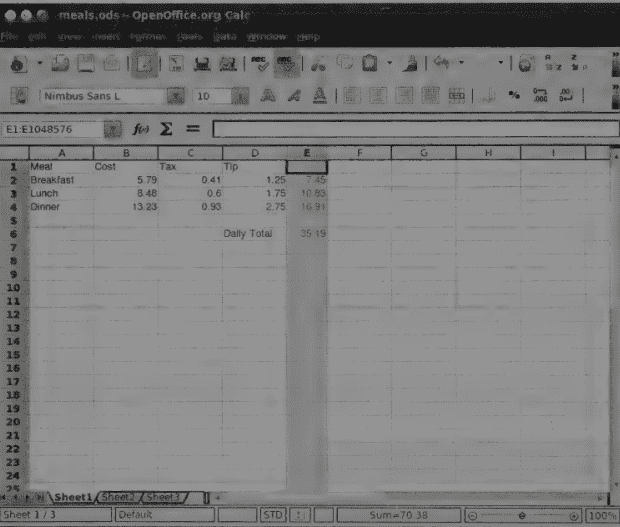 meals.ods - OpenOffice.org Calc
File Edit View Insert Format Tools Data Window Help
Nimbus Sans L 10
E1:E1048576 f(x) Σ =
A B C D E F G H I
1 Meal Cost Tax Tip
2 Breakfast 5.79 0.41 1.25 7.45
3 Lunch 8.48 0.6 1.75 10.83
4 Dinner 13.23 0.93 2.75 16.91
5
6 Daily Total 35.19
7
8
9
10
11
12
13
14
15
16
17
18
19
20
21
22
23
24
25
Sheet1 Sheet2 Sheet3
Sheet 1 / 3 Default STD Sum=70.38 100%